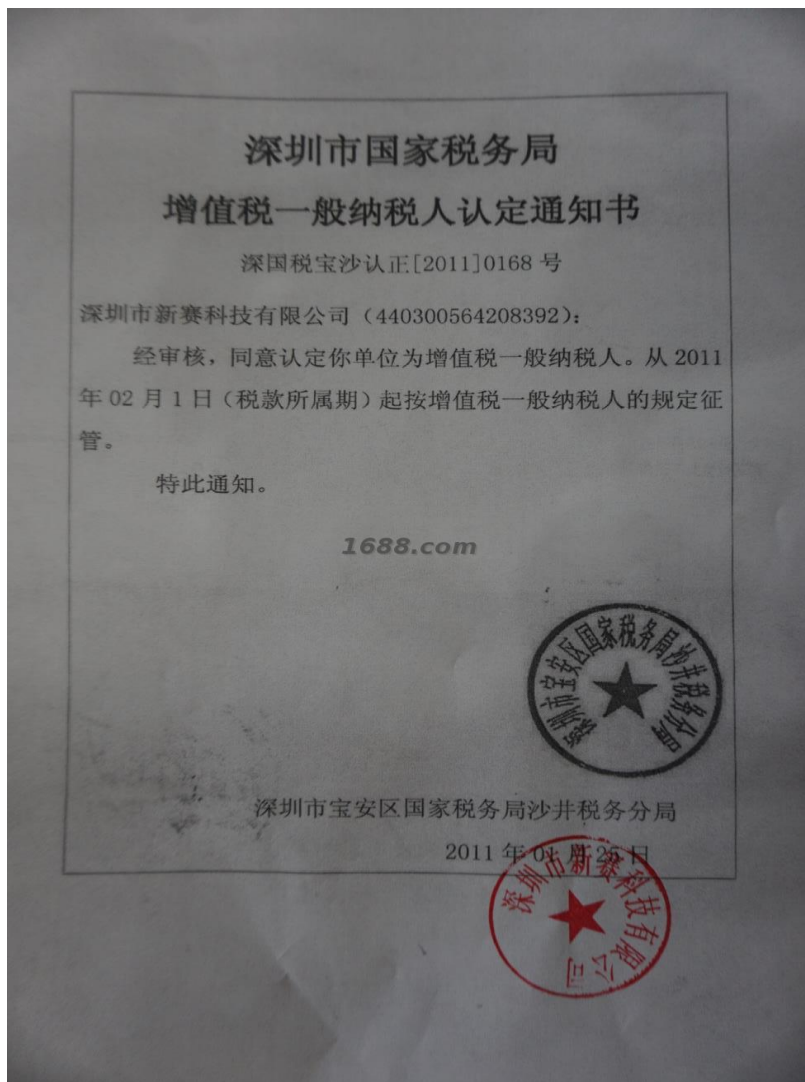 深圳市国家税务局
增值税一般纳税人认定通知书
深国税宝沙认正[2011]0168 号
深圳市新赛科技有限公司（440300564208392）：
经审核，同意认定你单位为增值税一般纳税人。从 2011
年 02 月 1 日（税款所属期）起按增值税一般纳税人的规定征
管。
特此通知。
1688.com
深圳市宝安区国家税务局沙井税务分局
深圳市宝安区国家税务局沙井税务分局
2011 年 01 月 25 日
深圳市新赛科技有限公司